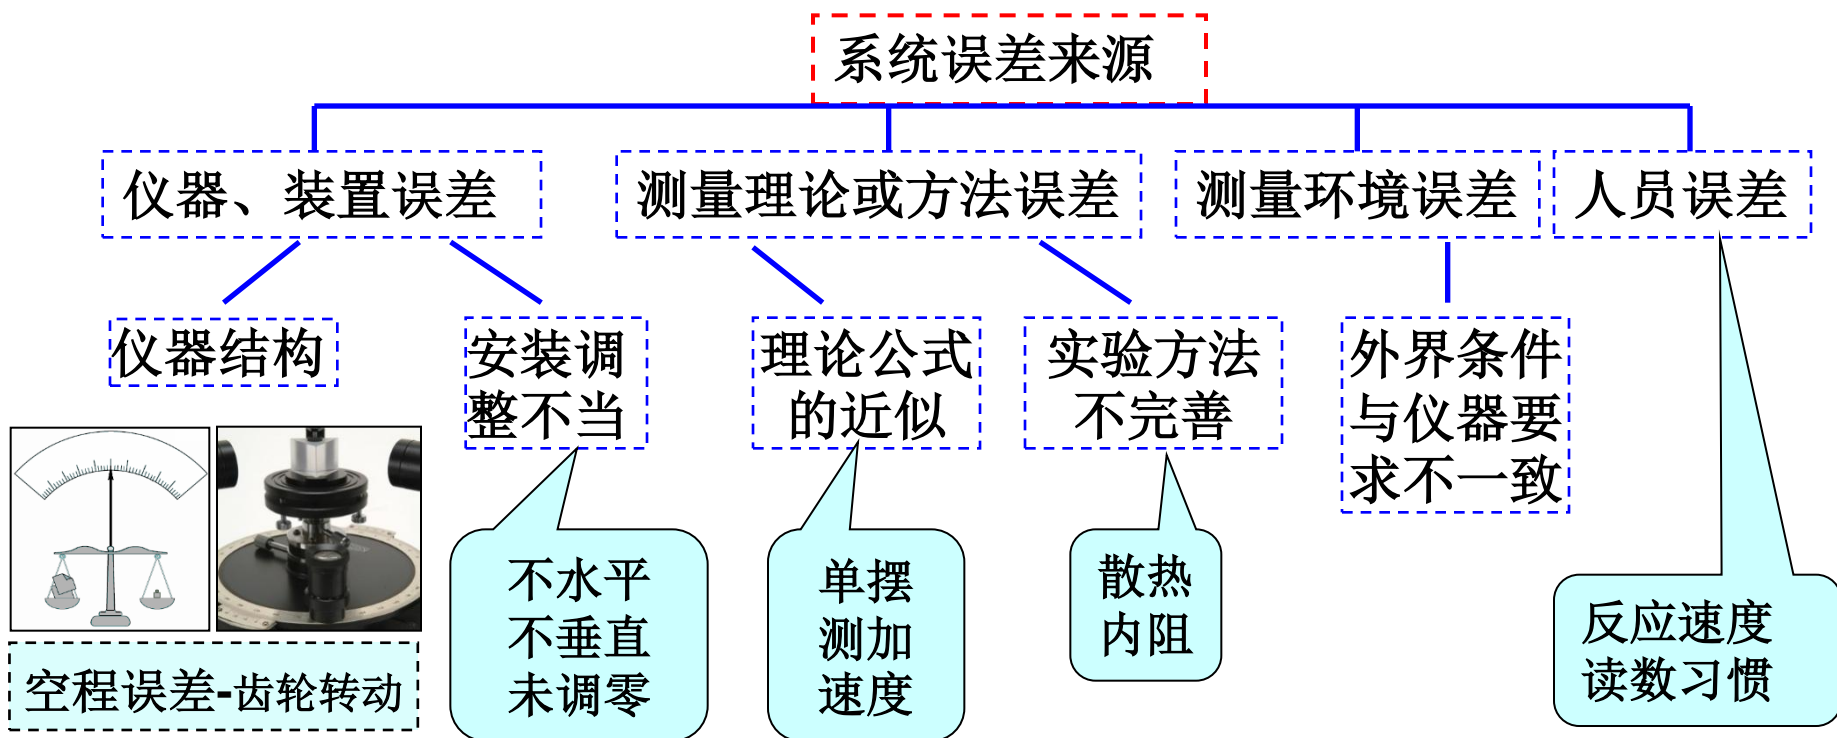 系统误差来源
仪器、装置误差
测量理论或方法误差
测量环境误差
人员误差
仪器结构
安装调
整不当
理论公式
的近似
实验方法
不完善
外界条件
与仪器要
求不一致
不水平
不垂直
未调零
单摆
测加
速度
散热
内阻
反应速度
读数习惯
空程误差-齿轮转动